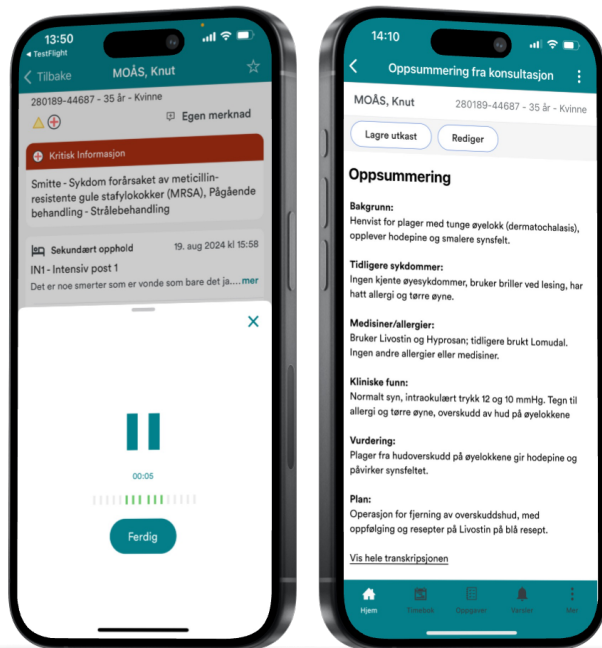 13:50
TestFlight
Tilbake
MOÅS, Knut
280189-44687 - 35 år - Kvinne
Egen merknad
Kritisk Informasjon
Smitte - Sykdom forårsaket av meticillin-
resistente gule stafylokokker (MRSA), Pågående
behandling - Strålebehandling
Sekundært opphold 19. aug 2024 kl 15:58
IN1 - Intensiv post 1
Det er noe smerter som er vonde som bare det ja....mer
00:05
Ferdig
14:10
Oppsummering fra konsultasjon
MOÅS, Knut 280189-44687 - 35 år - Kvinne
Lagre utkast Rediger
Oppsummering
Bakgrunn:
Henvist for plager med tunge øyelokk (dermatochalasis),
opplever hodepine og smalere synsfelt.
Tidligere sykdommer:
Ingen kjente øyesykdommer, bruker briller ved lesing, har
hatt allergi og tørre øyne.
Medisiner/allergier:
Bruker Livostin og Hyprosan; tidligere brukt Lomudal.
Ingen andre allergier eller medisiner.
Kliniske funn:
Normalt syn, intraokulært trykk 12 og 10 mmHg. Tegn til
allergi og tørre øyne, overskudd av hud på øyelokkene
Vurdering:
Plager fra hudoverskudd på øyelokkene gir hodepine og
påvirker synsfeltet.
Plan:
Operasjon for fjerning av overskuddshud, med
oppfølging og resepter på Livostin på blå resept.
Vis hele transkripsjonen
Hjem Timebok Oppgaver Varsler Mer